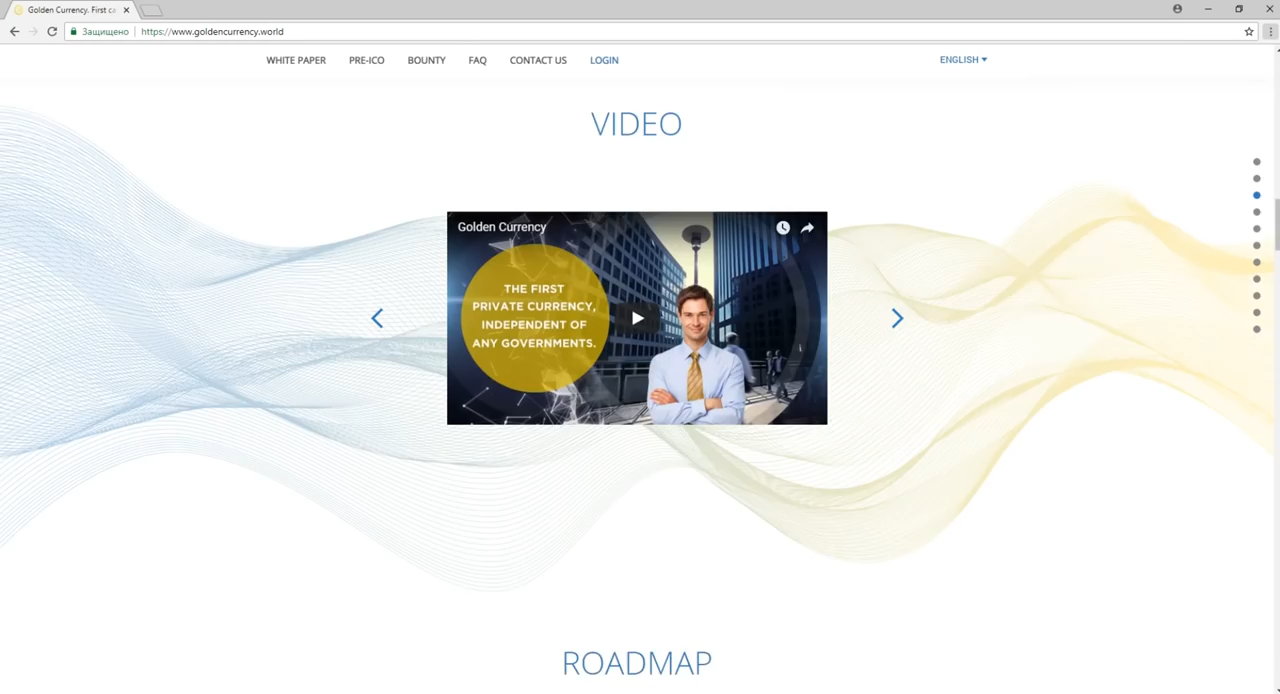 Golden Currency. First ca
Защищено
https://www.goldencurrency.world
WHITE PAPER
PRE-ICO
BOUNTY
FAQ
CONTACT US
LOGIN
ENGLISH
VIDEO
Golden Currency
THE FIRST
PRIVATE CURRENCY,
INDEPENDENT OF
ANY GOVERNMENTS.
ROADMAP